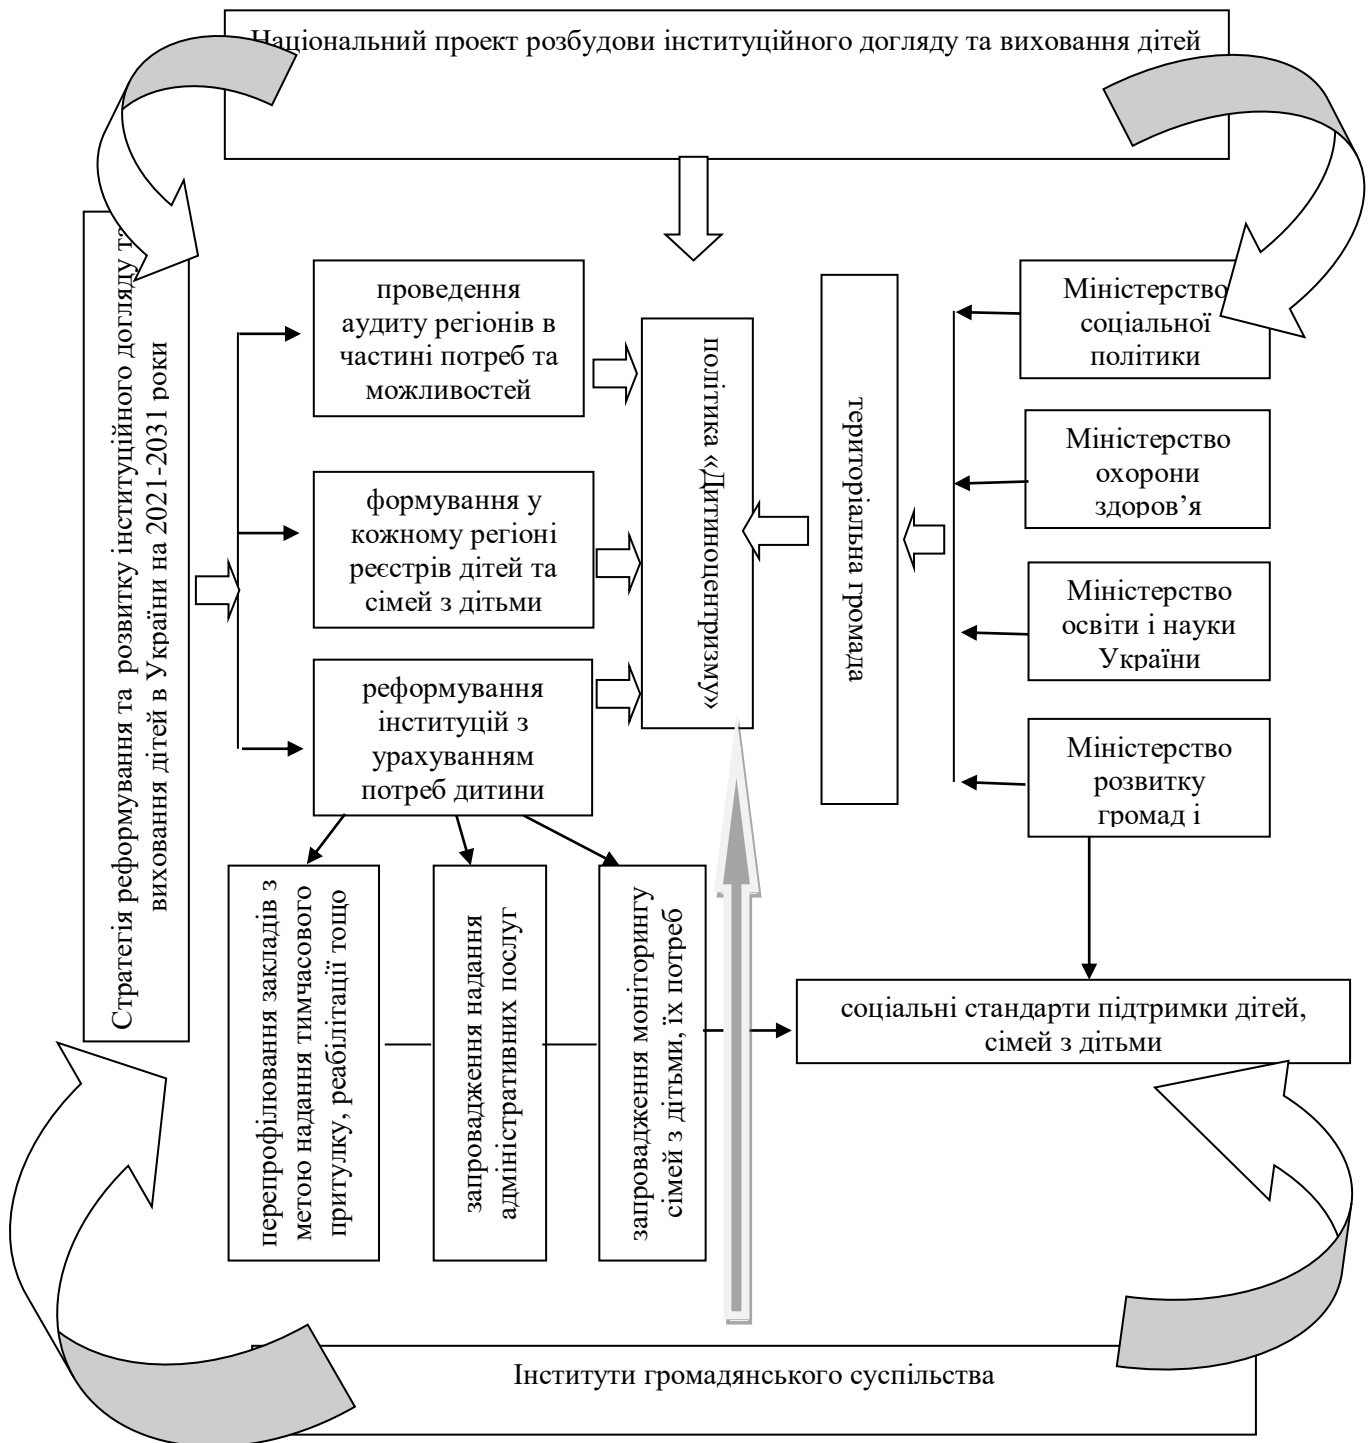 Національний проект розбудови інституційного догляду та виховання дітей
Стратегія реформування та розвитку інституційного догляду та
виховання дітей в України на 2021-2031 роки
проведення
аудиту регіонів в
частині потреб та
можливостей
формування у
кожному регіоні
реєстрів дітей та
сімей з дітьми
реформування
інституцій з
урахуванням
потреб дитини
політика «Дитиноцентризму»
територіальна громада
Міністерство
соціальної
політики
Міністерство
охорони
здоров’я
Міністерство
освіти і науки
України
Міністерство
розвитку
громад і
перепрофілювання закладів з
метою надання тимчасового
притулку, реабілітації тощо
запровадження надання
адміністративних послуг
запровадження моніторингу
сімей з дітьми, їх потреб
соціальні стандарти підтримки дітей,
сімей з дітьми
Інститути громадянського суспільства